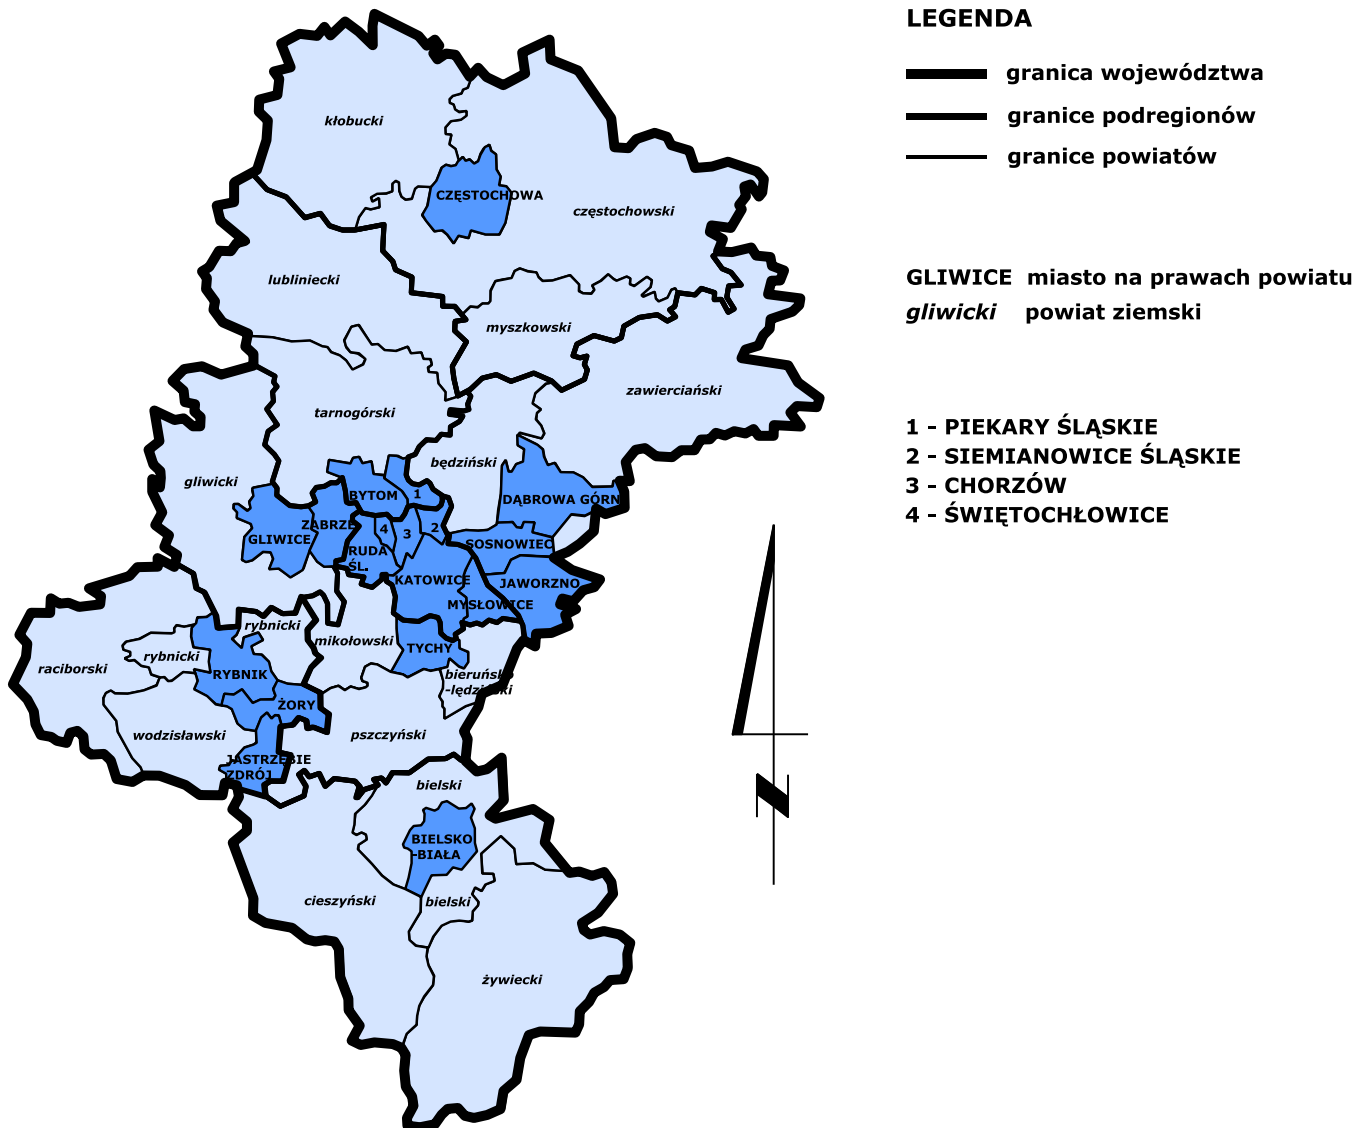 LEGENDA
granica województwa
granice podregionów
granice powiatów
GLIWICE miasto na prawach powiatu
gliwicki powiat ziemski
1 - PIEKARY ŚLĄSKIE
2 - SIEMIANOWICE ŚLĄSKIE
3 - CHORZÓW
4 - ŚWIĘTOCHŁOWICE
kłobucki
CZĘSTOCHOWA
częstochowski
lubliniecki
myszkowski
zawierciański
tarnogórski
będziński
gliwicki
BYTOM
1
DĄBROWA GÓRN
ZABRZE
GLIWICE
4
3
2
SOSNOWIEC
RUDA
ŚL.
KATOWICE
JAWORZNO
MYSŁOWICE
rybnicki
mikołowski
TYCHY
rybnicki
raciborski
RYBNIK
bieruńsko
-lędziński
ŻORY
wodzisławski
pszczyński
JASTRZĘBIE
ZDRÓJ
bielski
BIELSKO
-BIAŁA
cieszyński
bielski
żywiecki
N